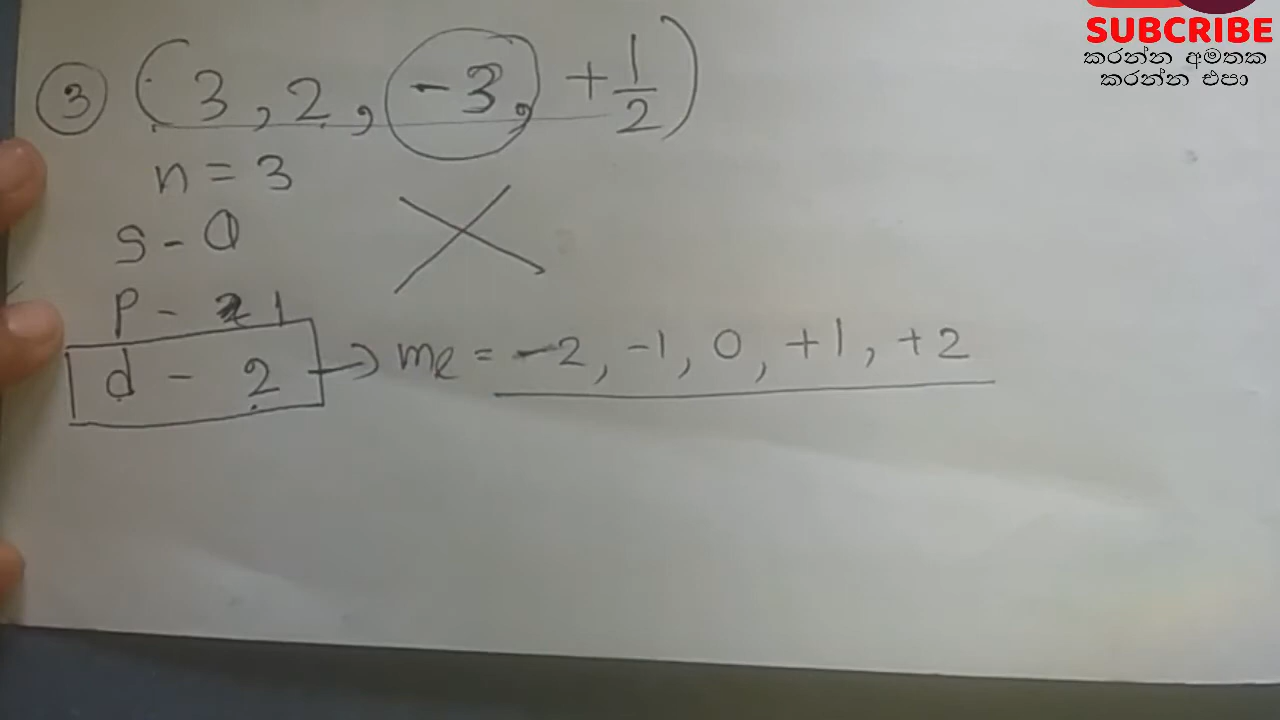 ③ (3, 2, -3, +1/2)
n = 3
s - 0
p - 1
d - 2 → mℓ = -2, -1, 0, +1, +2
SUBCRIBE
කරන්න අමතක
කරන්න එපා